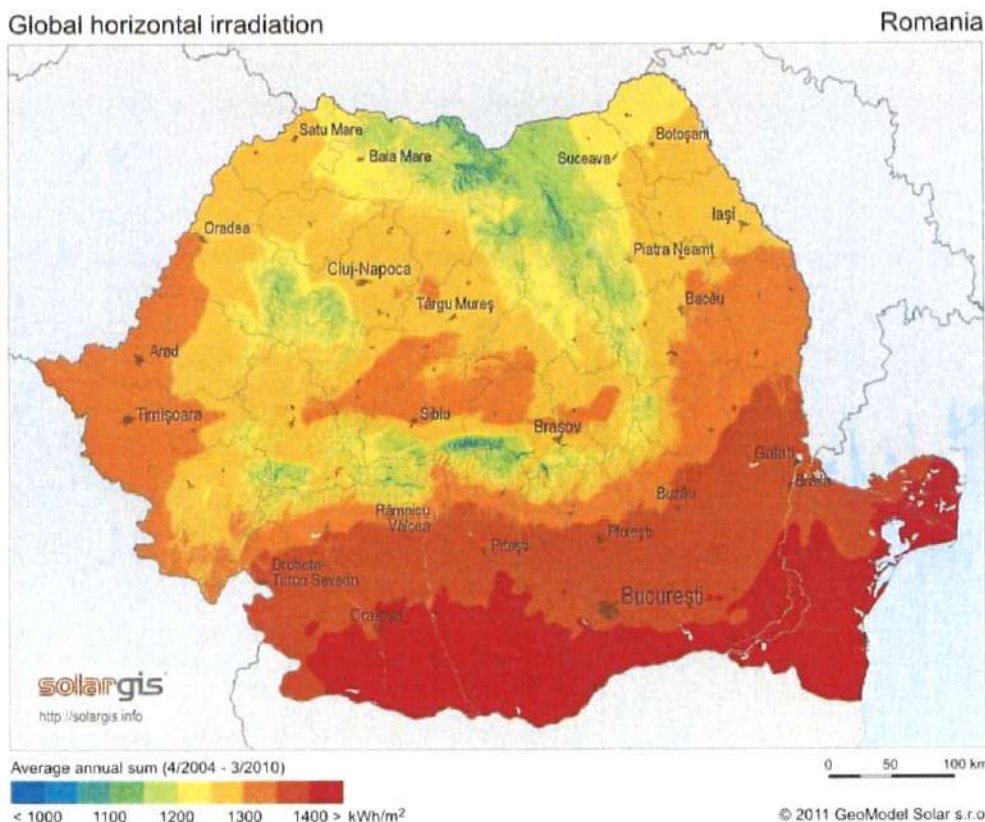 Global horizontal irradiation
Romania
Satu Mare
Botoşani
Baia Mare
Suceava
Iaşi
Oradea
Piatra Neamţ
Cluj-Napoca
Bacău
Târgu Mureş
Arad
Timişoara
Sibiu
Braşov
Galaţi
Brăila
Buzău
Râmnicu
Vâlcea
Piteşti
Ploieşti
Drobeta-
Turnu Severin
Bucureşti
Craiova
solargis
http://solargis.info
Average annual sum (4/2004 - 3/2010)
0 50 100 km
< 1000 1100 1200 1300 1400 > kWh/m²
© 2011 GeoModel Solar s.r.o